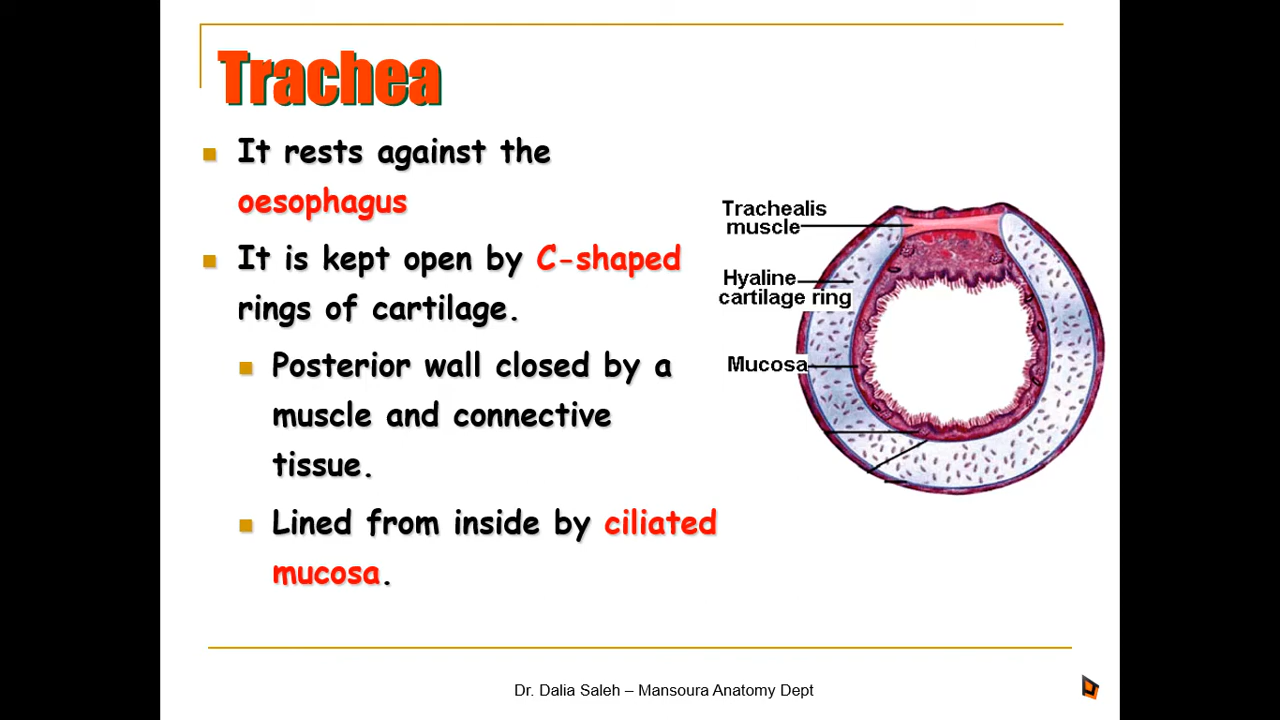 Trachea
It rests against the
oesophagus
It is kept open by C-shaped
rings of cartilage.
Posterior wall closed by a
muscle and connective
tissue.
Lined from inside by ciliated
mucosa.
Trachealis
muscle
Hyaline
cartilage ring
Mucosa
Dr. Dalia Saleh – Mansoura Anatomy Dept